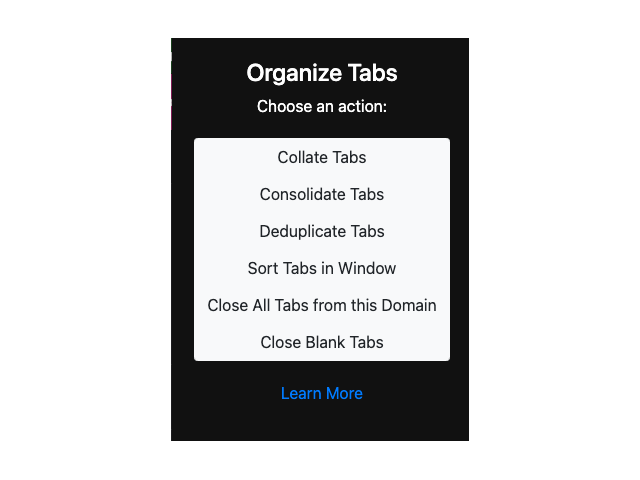 Organize Tabs
Choose an action:
Collate Tabs
Consolidate Tabs
Deduplicate Tabs
Sort Tabs in Window
Close All Tabs from this Domain
Close Blank Tabs
Learn More